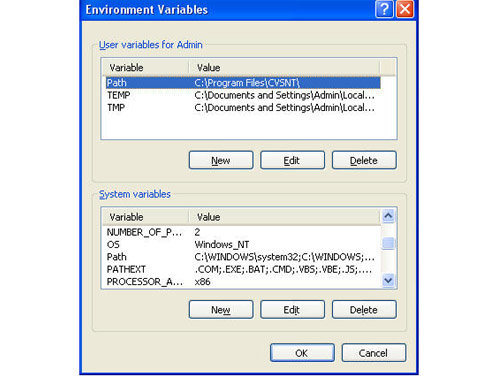 Environment Variables
User variables for Admin
Variable Value
Path C:\Program Files\CVSNT\
TEMP C:\Documents and Settings\Admin\Local...
TMP C:\Documents and Settings\Admin\Local...
New Edit Delete
System variables
Variable Value
NUMBER_OF_P... 2
OS Windows_NT
Path C:\WINDOWS\system32;C:\WINDOWS;...
PATHEXT .COM;.EXE;.BAT;.CMD;.VBS;.VBE;.JS;....
PROCESSOR_A... x86
New Edit Delete
OK Cancel